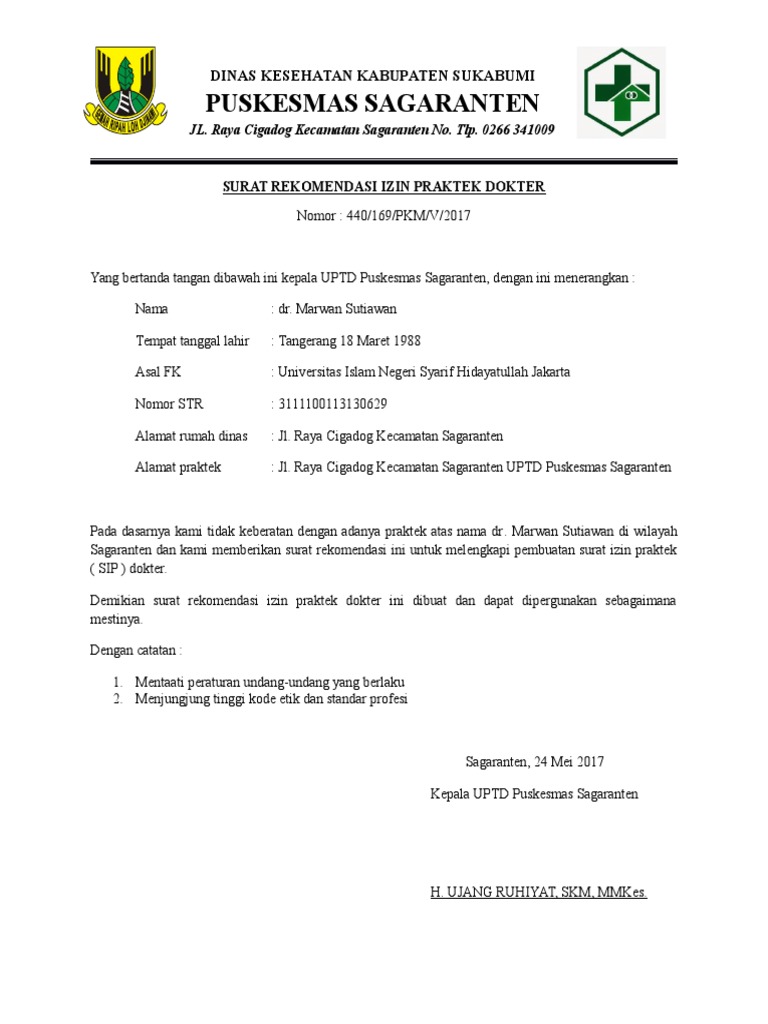 DINAS KESEHATAN KABUPATEN SUKABUMI
PUSKESMAS SAGARANTEN
JL. Raya Cigadog Kecamatan Sagaranten No. Tlp. 0266 341009
GEMAH RIPAH LOH DJINAWI
SURAT REKOMENDASI IZIN PRAKTEK DOKTER
Nomor : 440/169/PKM/V/2017
Yang bertanda tangan dibawah ini kepala UPTD Puskesmas Sagaranten, dengan ini menerangkan :
Nama : dr. Marwan Sutiawan
Tempat tanggal lahir : Tangerang 18 Maret 1988
Asal FK : Universitas Islam Negeri Syarif Hidayatullah Jakarta
Nomor STR : 3111100113130629
Alamat rumah dinas : Jl. Raya Cigadog Kecamatan Sagaranten
Alamat praktek : Jl. Raya Cigadog Kecamatan Sagaranten UPTD Puskesmas Sagaranten
Pada dasarnya kami tidak keberatan dengan adanya praktek atas nama dr. Marwan Sutiawan di wilayah
Sagaranten dan kami memberikan surat rekomendasi ini untuk melengkapi pembuatan surat izin praktek
( SIP ) dokter.
Demikian surat rekomendasi izin praktek dokter ini dibuat dan dapat dipergunakan sebagaimana
mestinya.
Dengan catatan :
1. Mentaati peraturan undang-undang yang berlaku
2. Menjungjung tinggi kode etik dan standar profesi
Sagaranten, 24 Mei 2017
Kepala UPTD Puskesmas Sagaranten
H. UJANG RUHIYAT, SKM, MMKes.